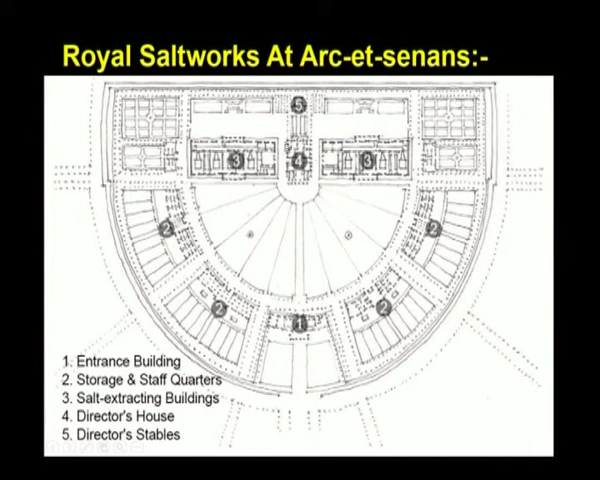 Royal Saltworks At Arc-et-senans:-
5
3 4 3
2 2
2 2
1
1. Entrance Building
2. Storage & Staff Quarters
3. Salt-extracting Buildings
4. Director's House
5. Director's Stables